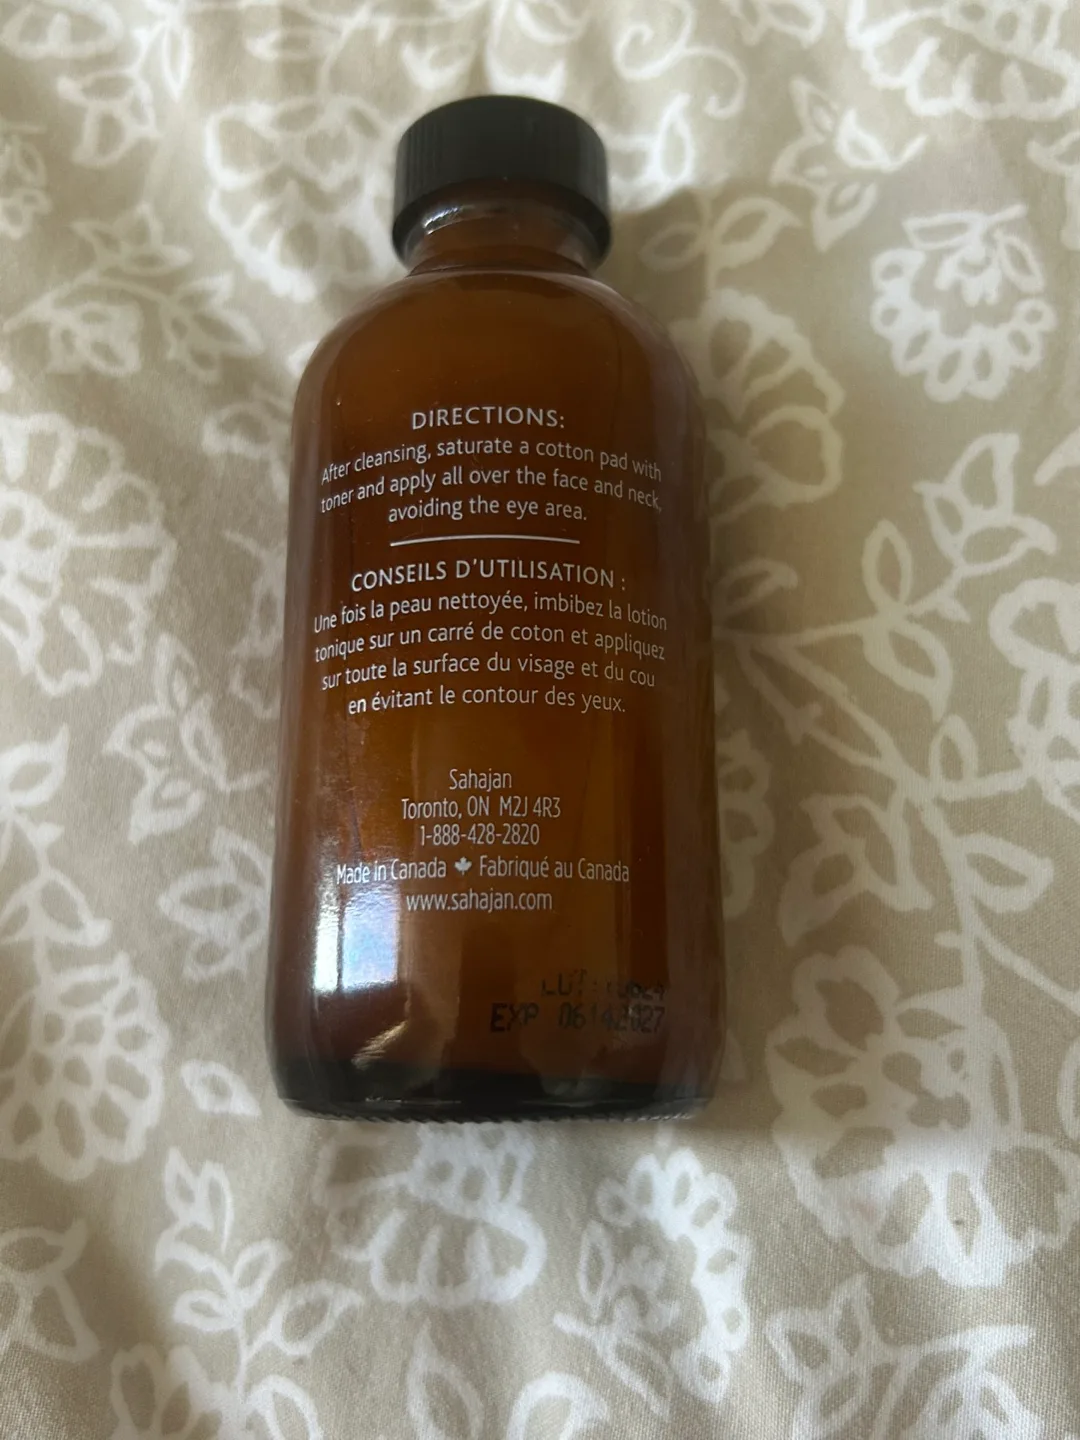 DIRECTIONS:
After cleansing, saturate a cotton pad with
toner and apply all over the face and neck,
avoiding the eye area.
CONSEILS D'UTILISATION :
Une fois la peau nettoyée, imbibez la lotion
tonique sur un carré de coton et appliquez
sur toute la surface du visage et du cou
en évitant le contour des yeux.
Sahajan
Toronto, ON M2J 4R3
1-888-428-2820
Made in Canada Fabriqué au Canada
www.sahajan.com
EXP